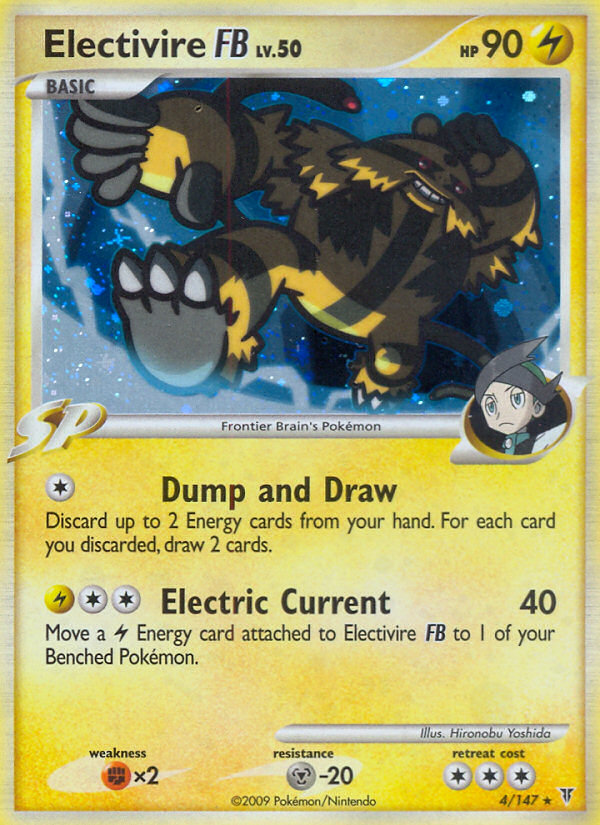 Electivire FB LV.50 HP 90
BASIC
SP
Frontier Brain's Pokémon
Dump and Draw
Discard up to 2 Energy cards from your hand. For each card
you discarded, draw 2 cards.
Electric Current 40
Move a Energy card attached to Electivire FB to 1 of your
Benched Pokémon.
Illus. Hironobu Yoshida
weakness resistance retreat cost
×2 -20
©2009 Pokémon/Nintendo 4/147 ★